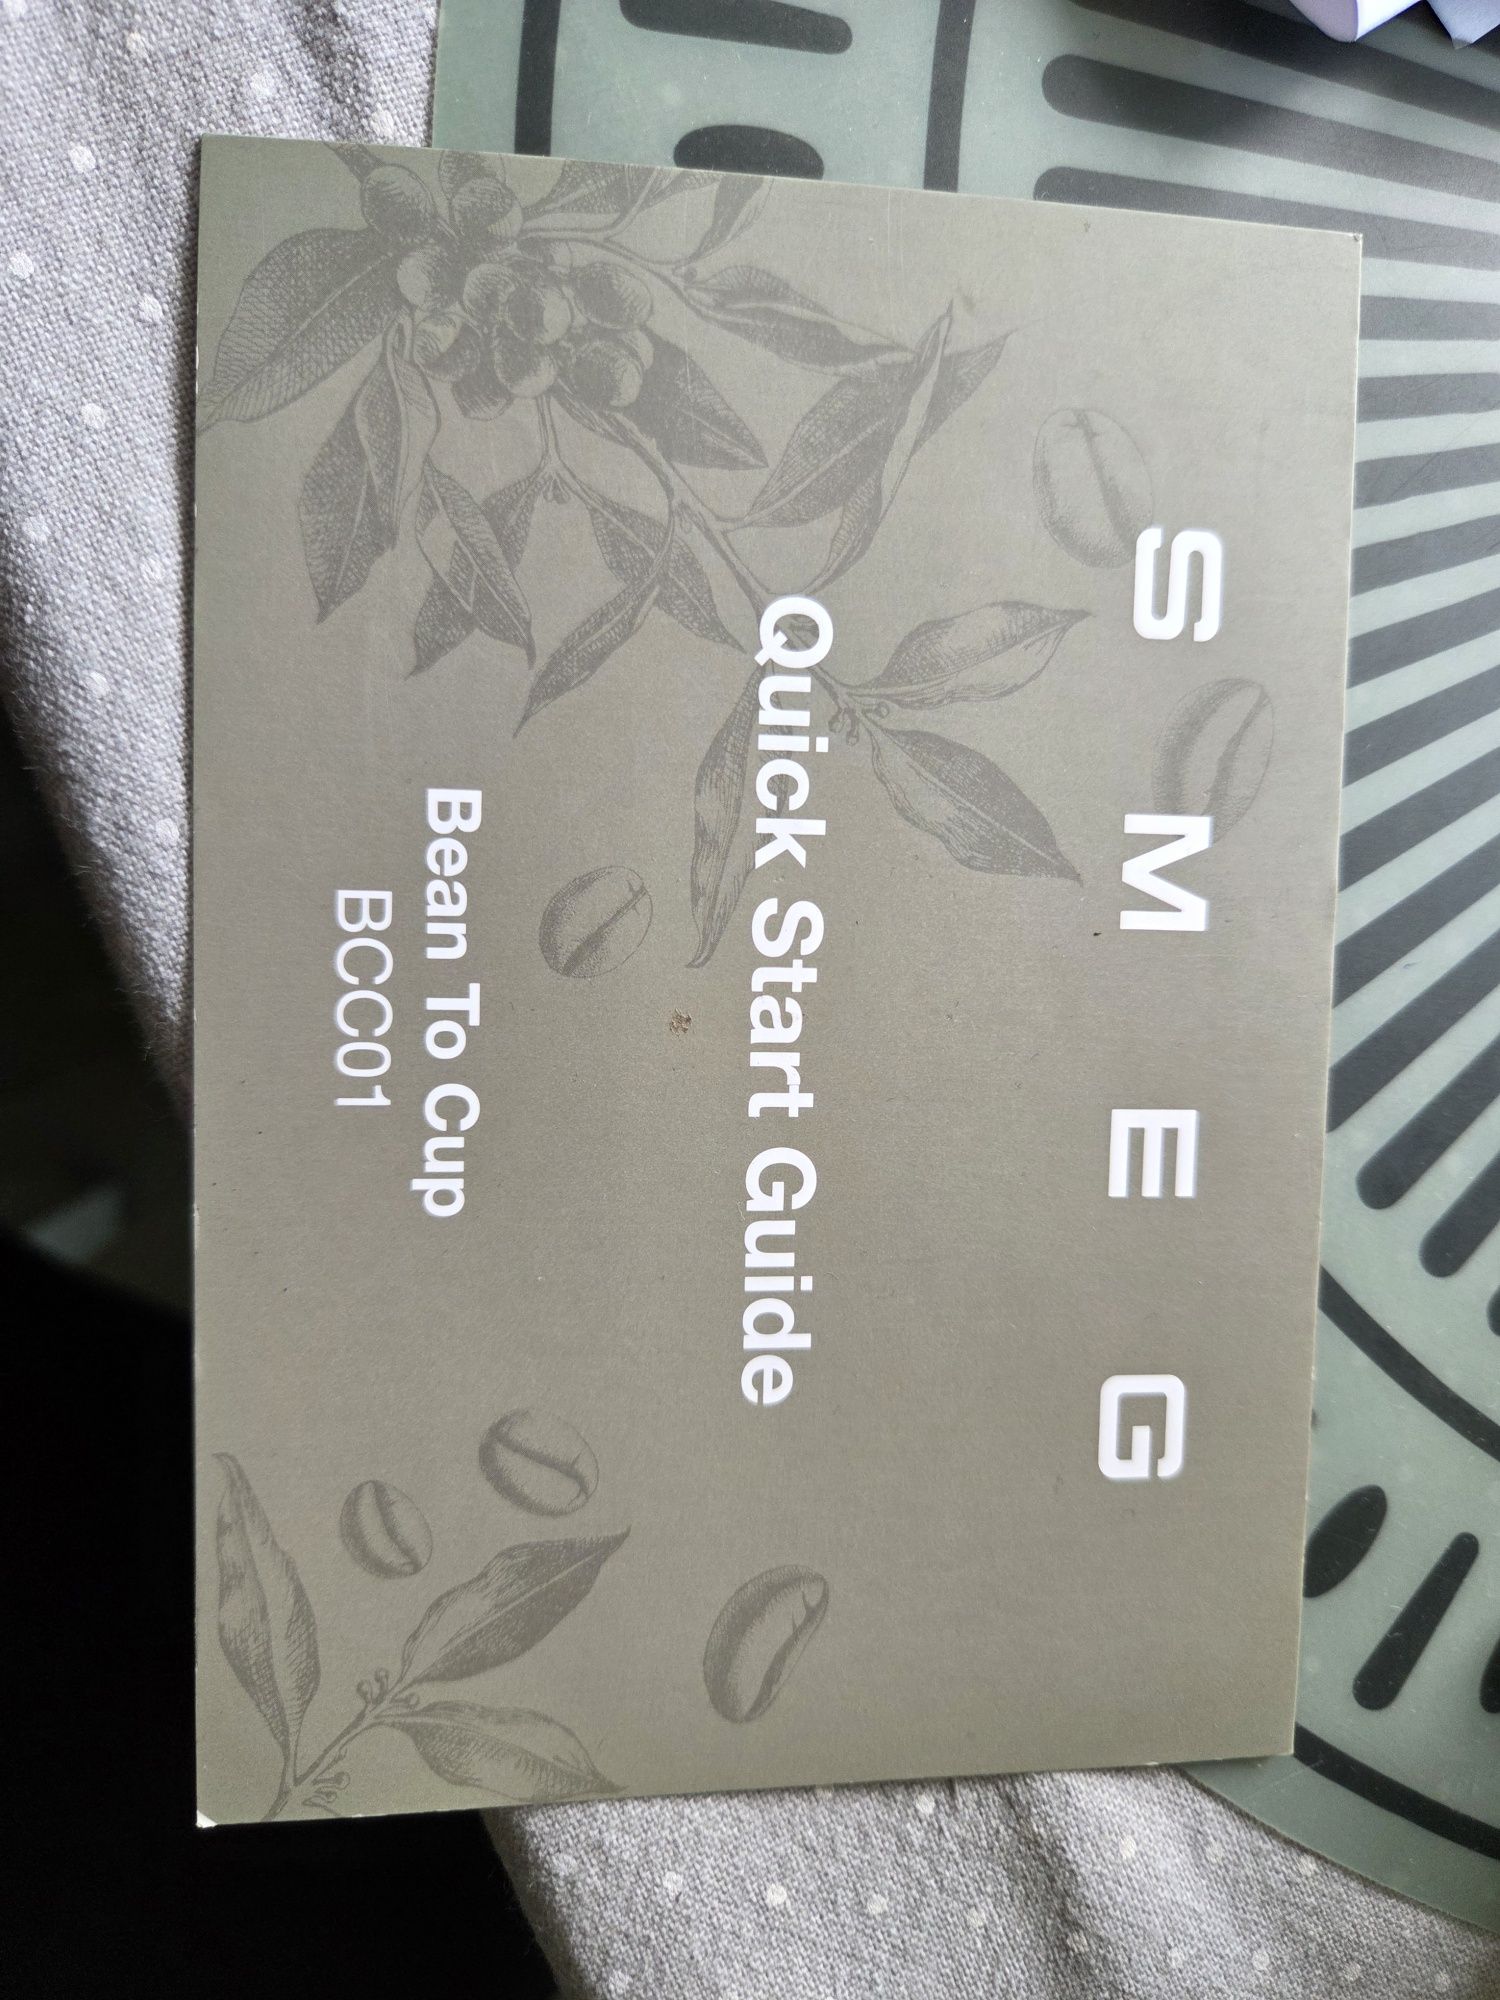 SMEG
Quick Start Guide
Bean To Cup
BCC01